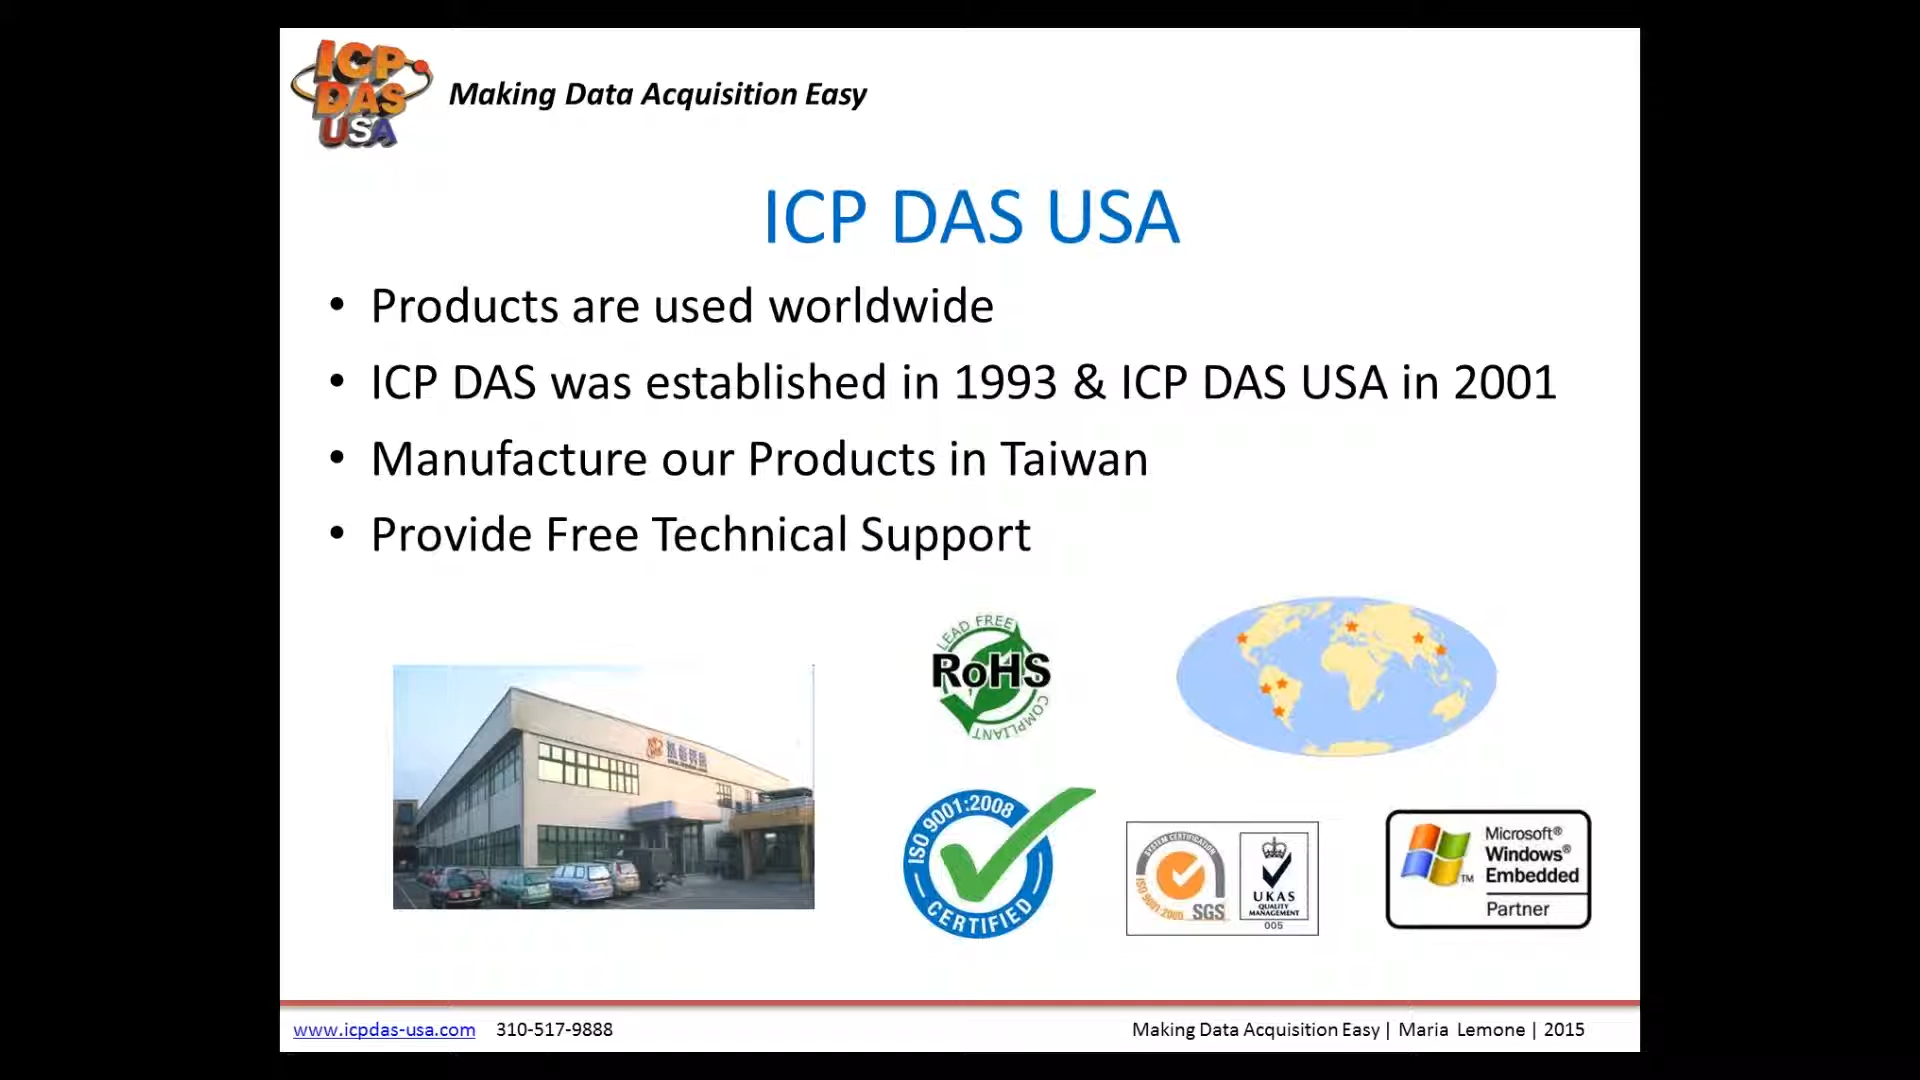 ICP
DAS
USA
Making Data Acquisition Easy
ICP DAS USA
• Products are used worldwide
• ICP DAS was established in 1993 & ICP DAS USA in 2001
• Manufacture our Products in Taiwan
• Provide Free Technical Support
LEAD FREE
RoHS
COMPLIANT
ISO 9001:2008
CERTIFIED
SYSTEM CERTIFICATION
ISO 9001:2000
SGS
UKAS
QUALITY
MANAGEMENT
005
Microsoft®
Windows®
Embedded
TM
Partner
www.icpdas-usa.com 310-517-9888
Making Data Acquisition Easy | Maria Lemone | 2015